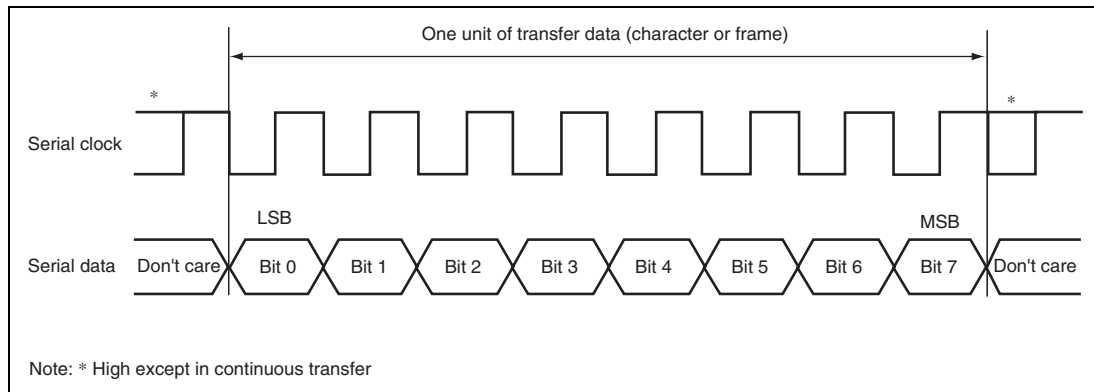 One unit of transfer data (character or frame)
* *
Serial clock
LSB MSB
Serial data Don't care Bit 0 Bit 1 Bit 2 Bit 3 Bit 4 Bit 5 Bit 6 Bit 7 Don't care
Note: * High except in continuous transfer